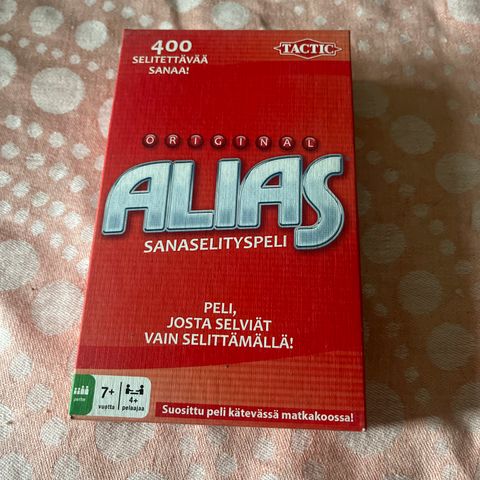 400
SELITETTÄVÄÄ
SANAA!
TACTIC
ORIGINAL
ALIAS
SANASELITYSPELI
PELI,
JOSTA SELVIÄT
VAIN SELITTÄMÄLLÄ!
perhe
7+
vuotta
4+
pelaajaa
Suosittu peli kätevässä matkakoossa!